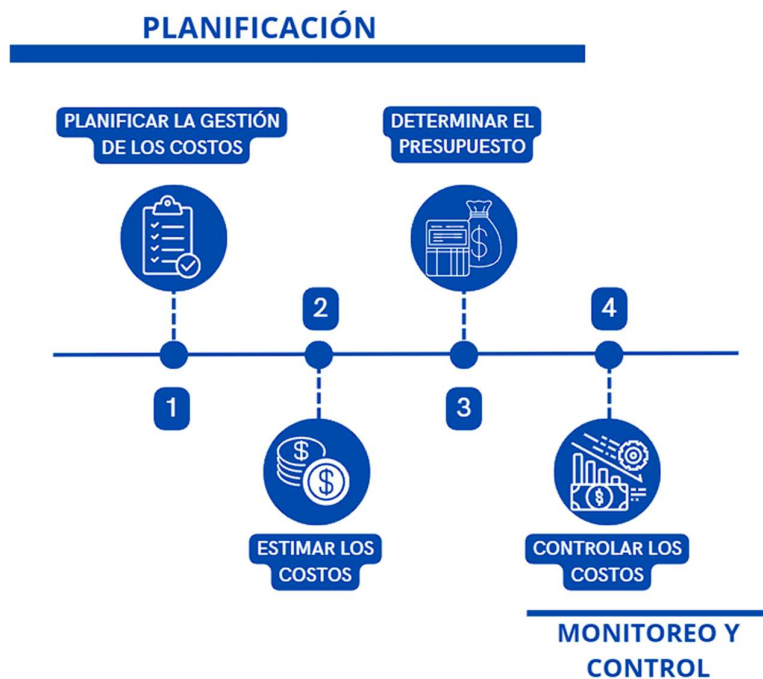 PLANIFICACIÓN
PLANIFICAR LA GESTIÓN
DE LOS COSTOS
DETERMINAR EL
PRESUPUESTO
2
4
1
3
$
$
$
$
ESTIMAR LOS
COSTOS
CONTROLAR LOS
COSTOS
MONITOREO Y
CONTROL